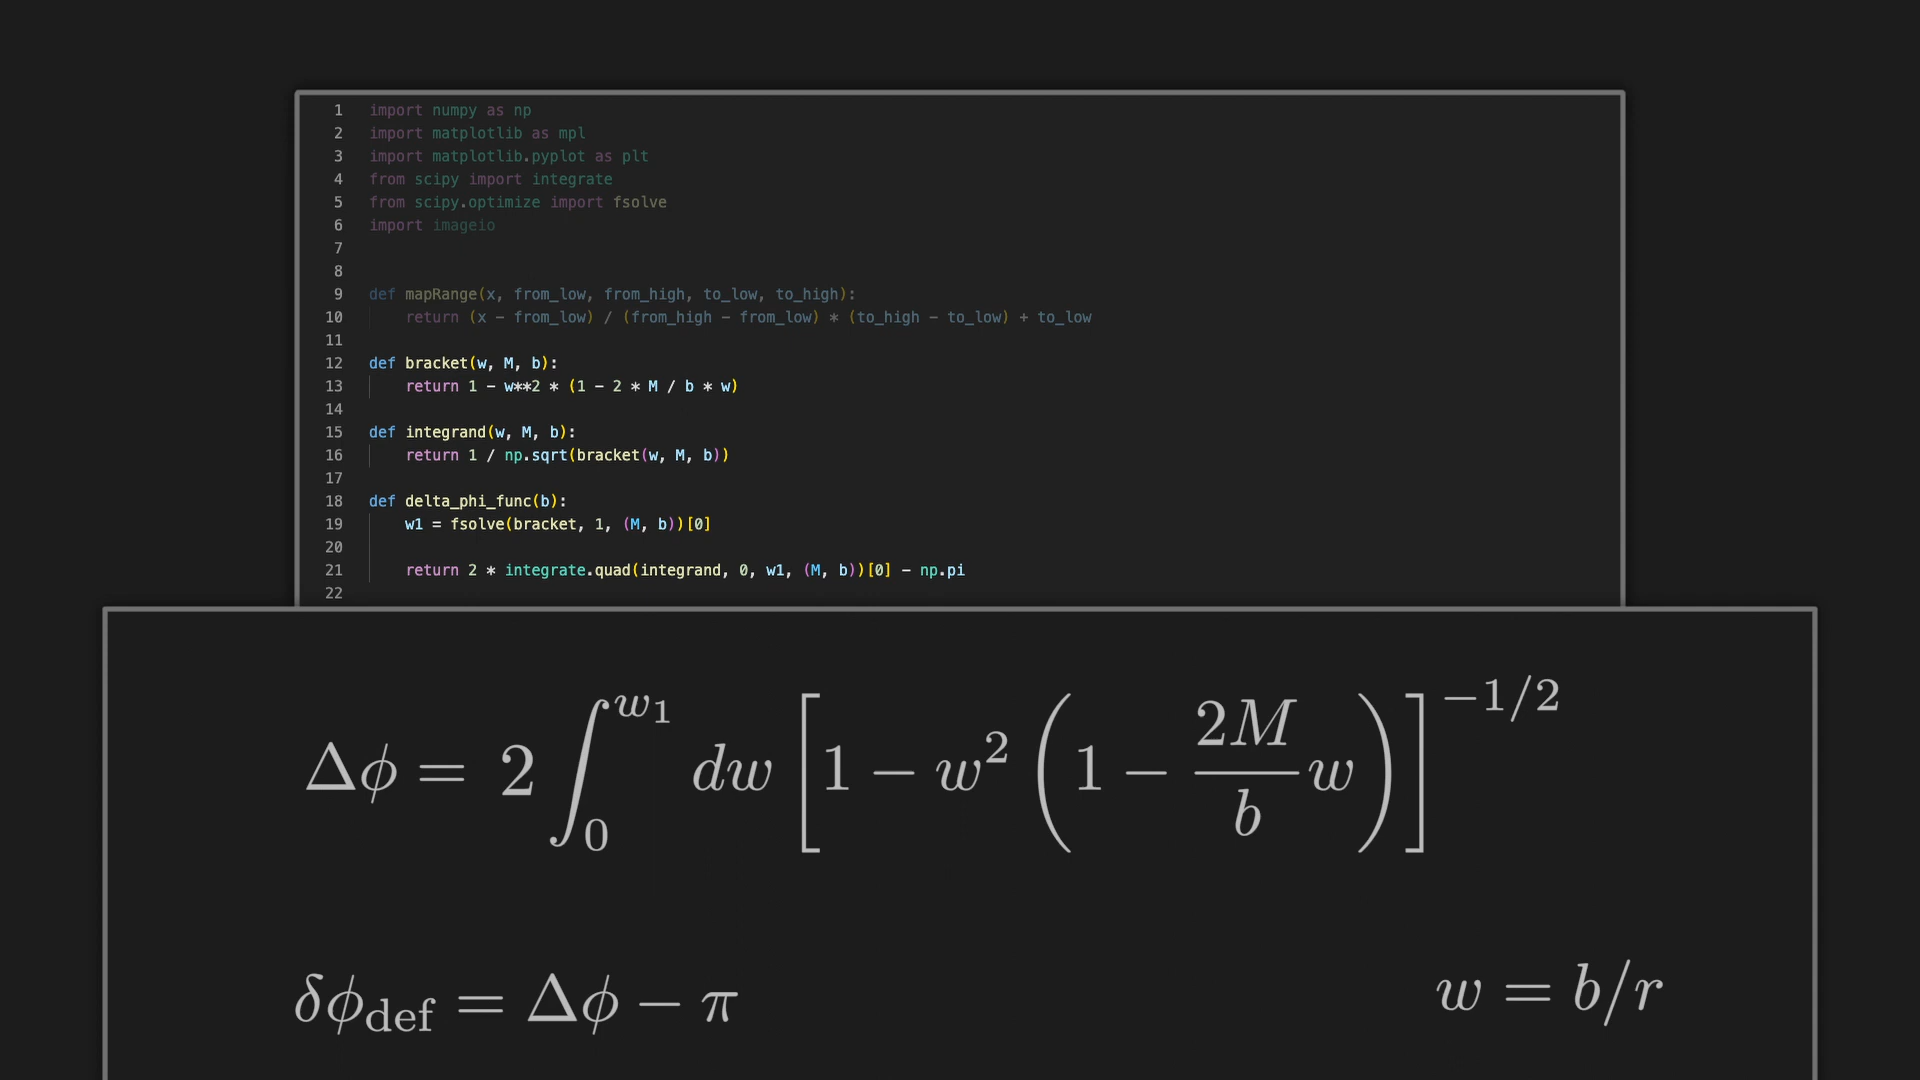 1 import numpy as np
2 import matplotlib as mpl
3 import matplotlib.pyplot as plt
4 from scipy import integrate
5 from scipy.optimize import fsolve
6 import imageio
7
8
9 def mapRange(x, from_low, from_high, to_low, to_high):
10     return (x - from_low) / (from_high - from_low) * (to_high - to_low) + to_low
11
12 def bracket(w, M, b):
13     return 1 - w**2 * (1 - 2 * M / b * w)
14
15 def integrand(w, M, b):
16     return 1 / np.sqrt(bracket(w, M, b))
17
18 def delta_phi_func(b):
19     w1 = fsolve(bracket, 1, (M, b))[0]
20
21     return 2 * integrate.quad(integrand, 0, w1, (M, b))[0] - np.pi
22
Δϕ = 2 ∫₀^{w₁} dw [1 − w² (1 − 2M/b w)]^{−1/2}
δϕ_def = Δϕ − π
w = b/r